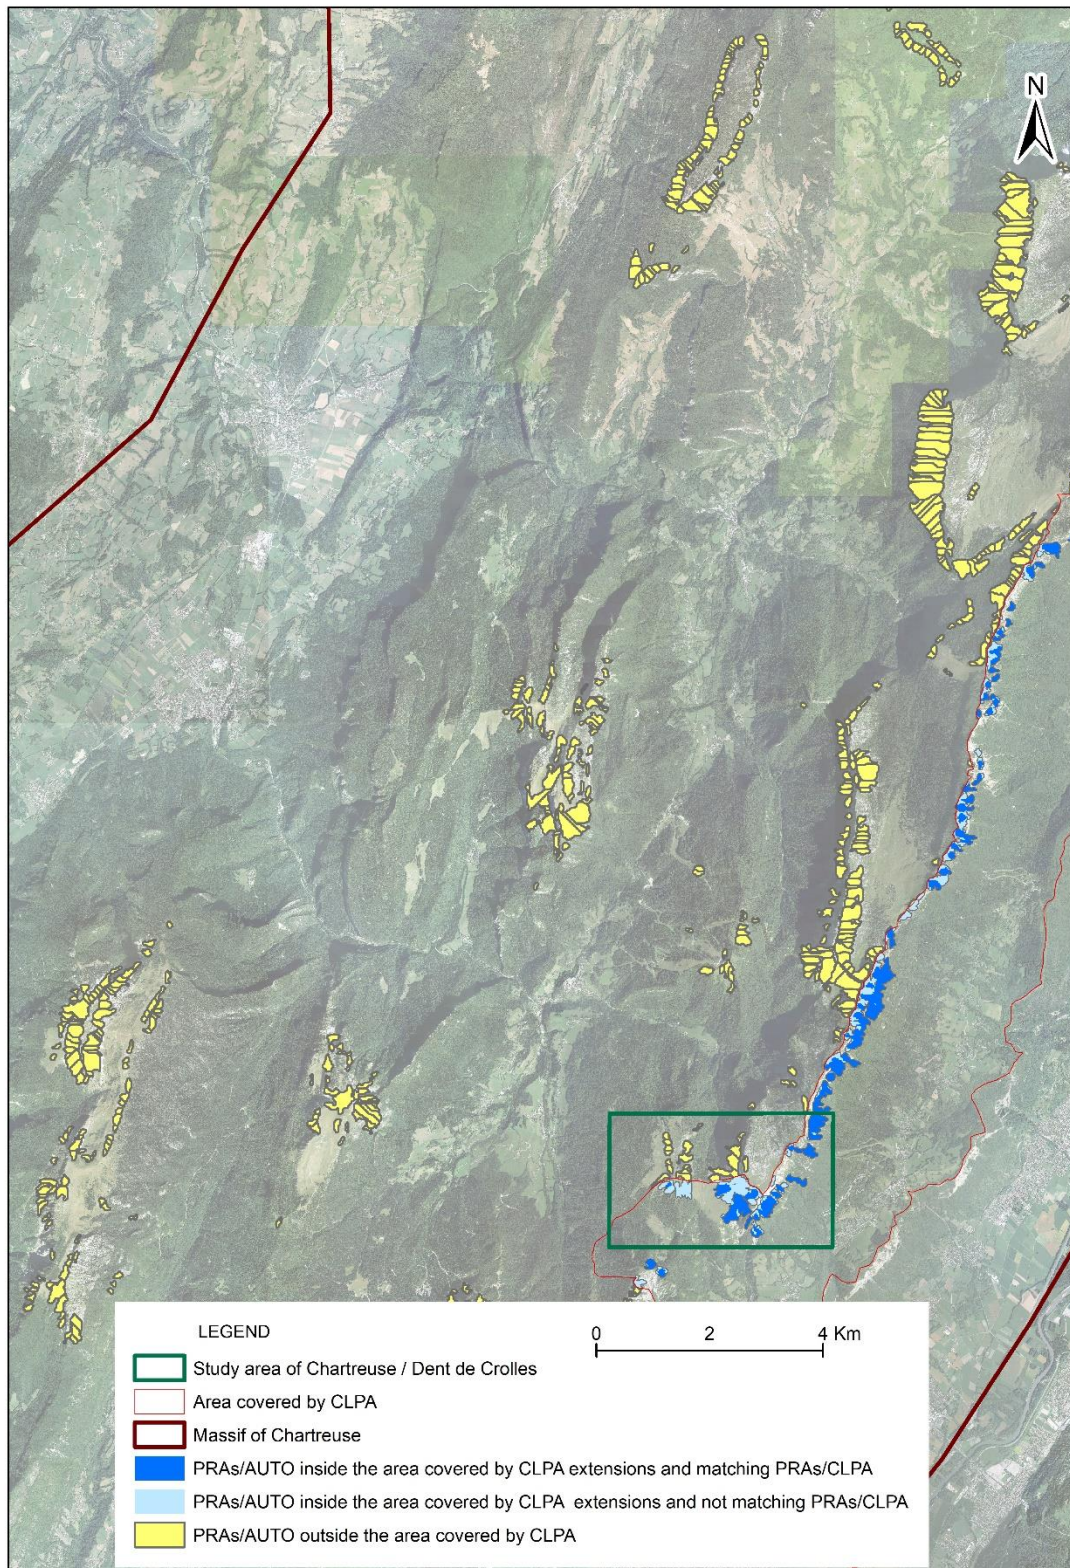 N
LEGEND
0 2 4 Km
Study area of Chartreuse / Dent de Crolles
Area covered by CLPA
Massif of Chartreuse
PRAs/AUTO inside the area covered by CLPA extensions and matching PRAs/CLPA
PRAs/AUTO inside the area covered by CLPA extensions and not matching PRAs/CLPA
PRAs/AUTO outside the area covered by CLPA